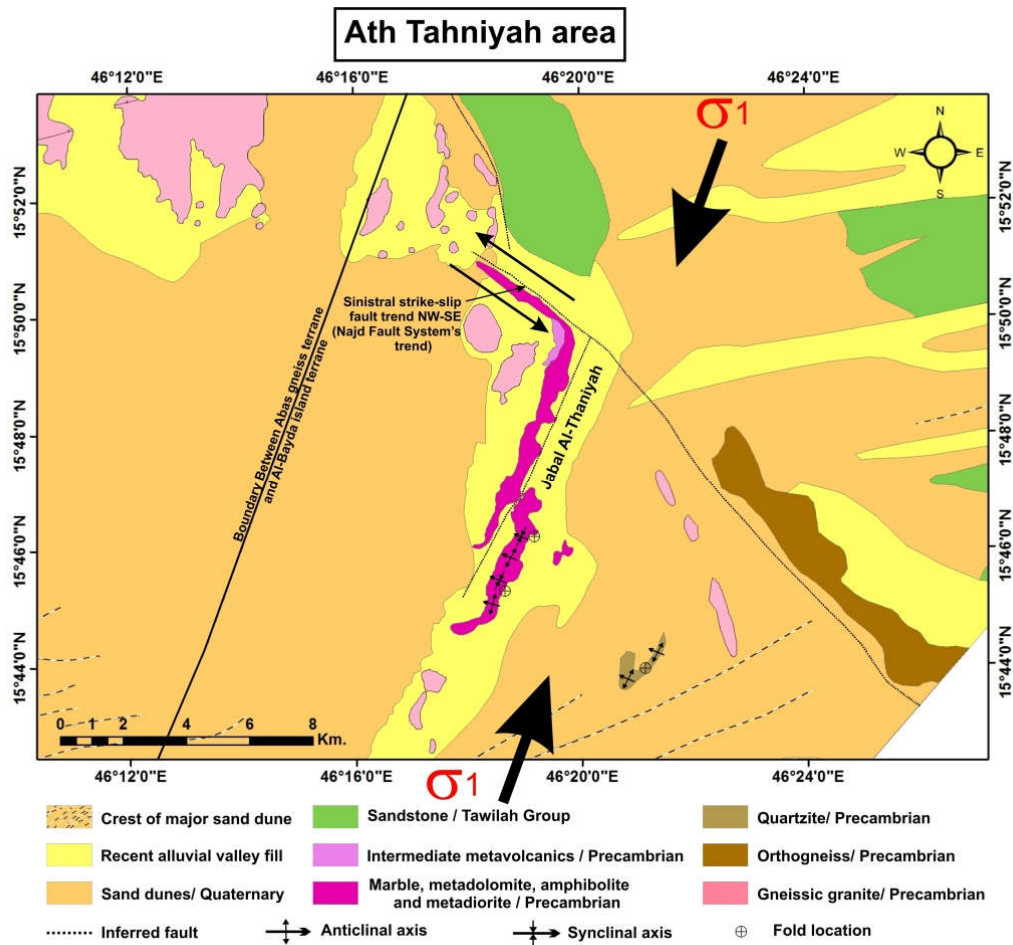 Ath Tahniyah area
46°12'0"E
46°16'0"E
46°20'0"E
46°24'0"E
σ1
N
W
E
S
15°52'0"N
15°52'0"N
Sinistral strike-slip
fault trend NW-SE
(Najd Fault System's
trend)
15°50'0"N
15°50'0"N
Boundary Between Abas gneiss terrane
and Al-Bayda island terrane
Jabal Al-Thaniyah
15°48'0"N
15°48'0"N
15°46'0"N
15°46'0"N
15°44'0"N
15°44'0"N
0 1 2 4 6 8
Km.
46°12'0"E
46°16'0"E
46°20'0"E
46°24'0"E
σ1
Crest of major sand dune
Sandstone / Tawilah Group
Quartzite/ Precambrian
Recent alluvial valley fill
Intermediate metavolcanics / Precambrian
Orthogneiss/ Precambrian
Sand dunes/ Quaternary
Marble, metadolomite, amphibolite
and metadiorite / Precambrian
Gneissic granite/ Precambrian
Inferred fault
Anticlinal axis
Synclinal axis
Fold location